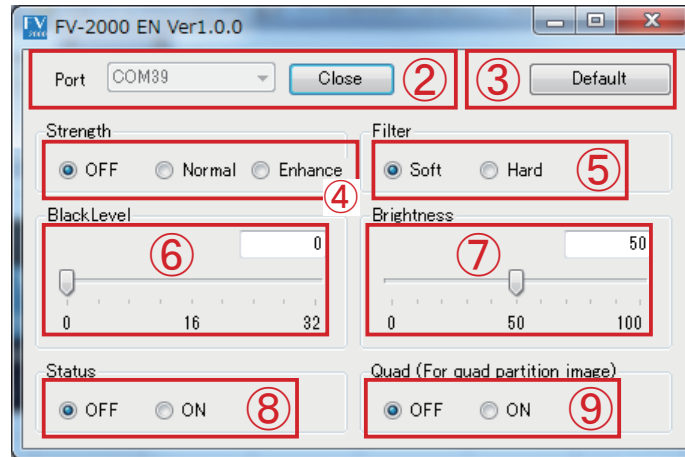 FV 2000 FV-2000 EN Ver1.0.0
Port COM39 Close ② ③ Default
Strength Filter
OFF Normal Enhance ④ Soft Hard ⑤
BlackLevel Brightness
⑥ 0 ⑦ 50
0 16 32 0 50 100
Status Quad (For quad partition image)
OFF ON ⑧ OFF ON ⑨